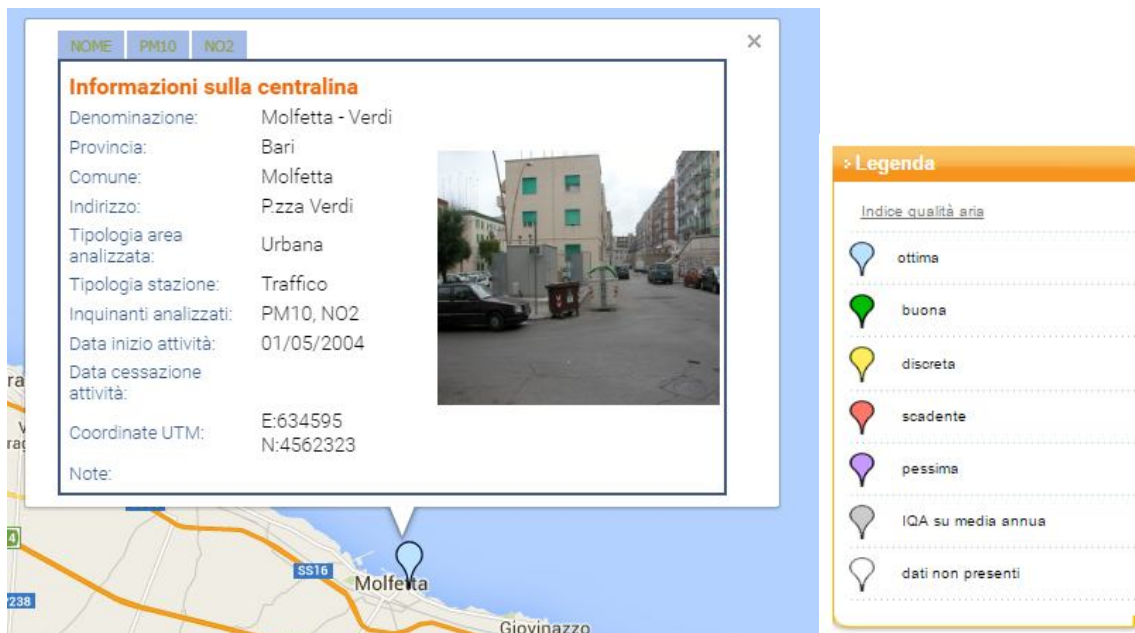 NOME PM10 NO2
×
Informazioni sulla centralina
Denominazione: Molfetta - Verdi
Provincia: Bari
Comune: Molfetta
Indirizzo: P.zza Verdi
Tipologia area
analizzata: Urbana
Tipologia stazione: Traffico
Inquinanti analizzati: PM10, NO2
Data inizio attività: 01/05/2004
Data cessazione
attività:
Coordinate UTM: E:634595
N:4562323
Note:
SS16
Molfetta
238
Giovinazzo
> Legenda
Indice qualità aria
ottima
buona
discreta
scadente
pessima
IQA su media annua
dati non presenti